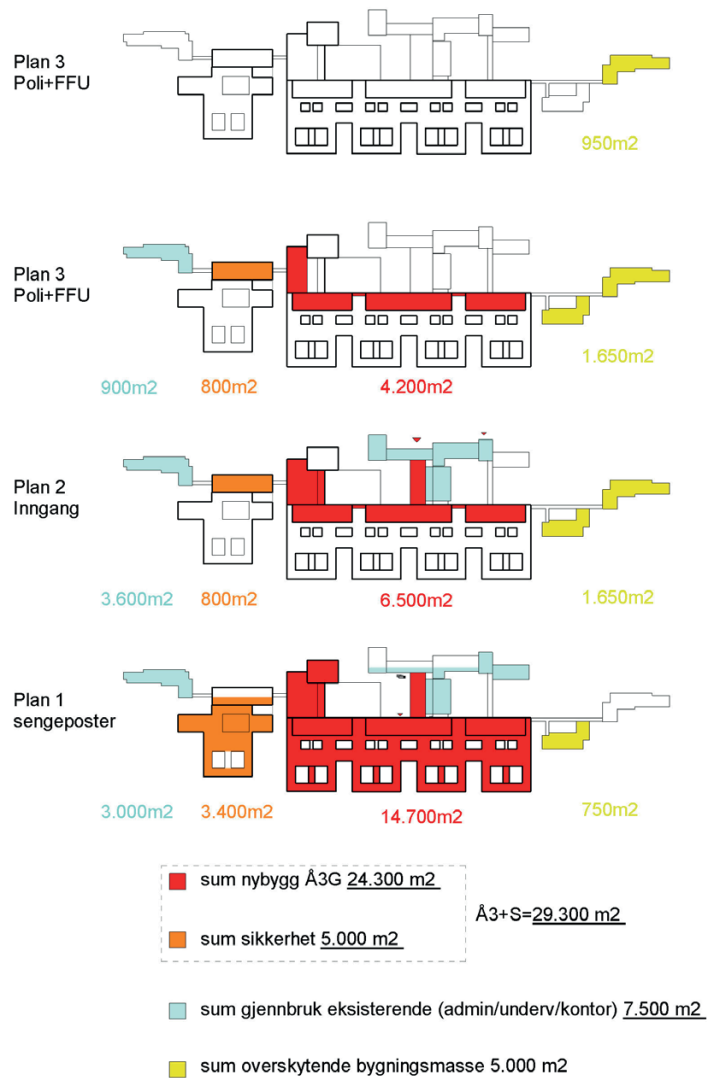 Plan 3
Poli+FFU
950m2
Plan 3
Poli+FFU
900m2 800m2 4.200m2 1.650m2
Plan 2
Inngang
3.600m2 800m2 6.500m2 1.650m2
Plan 1
sengeposter
3.000m2 3.400m2 14.700m2 750m2
sum nybygg Å3G 24.300 m2
Å3+S=29.300 m2
sum sikkerhet 5.000 m2
sum gjennbruk eksisterende (admin/underv/kontor) 7.500 m2
sum overskytende bygningsmasse 5.000 m2